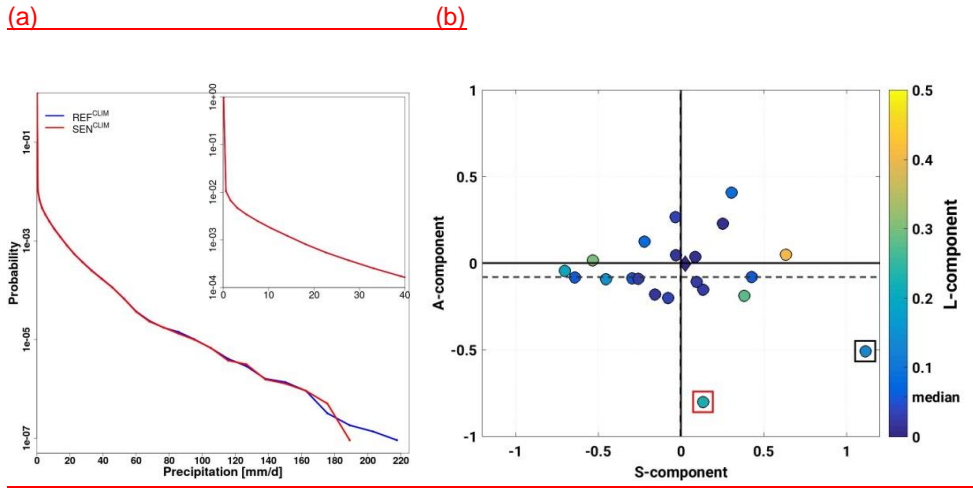 (a) (b)
REF^CLIM
SEN^CLIM
1e-01
1e-03
1e-05
1e-07
Probability
0 20 40 60 80 100 120 140 160 180 200 220
Precipitation [mm/d]
1e+00
1e-01
1e-02
1e-03
1e-04
0 10 20 30 40
1
0.5
0
-0.5
-1
A-component
-1 -0.5 0 0.5 1
S-component
0.5
0.4
0.3
0.2
0.1
median
0
L-component